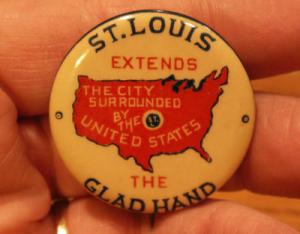 ST. LOUIS
EXTENDS
THE CITY
SURROUNDED
BY
THE
UNITED STATES
THE
GLAD HAND